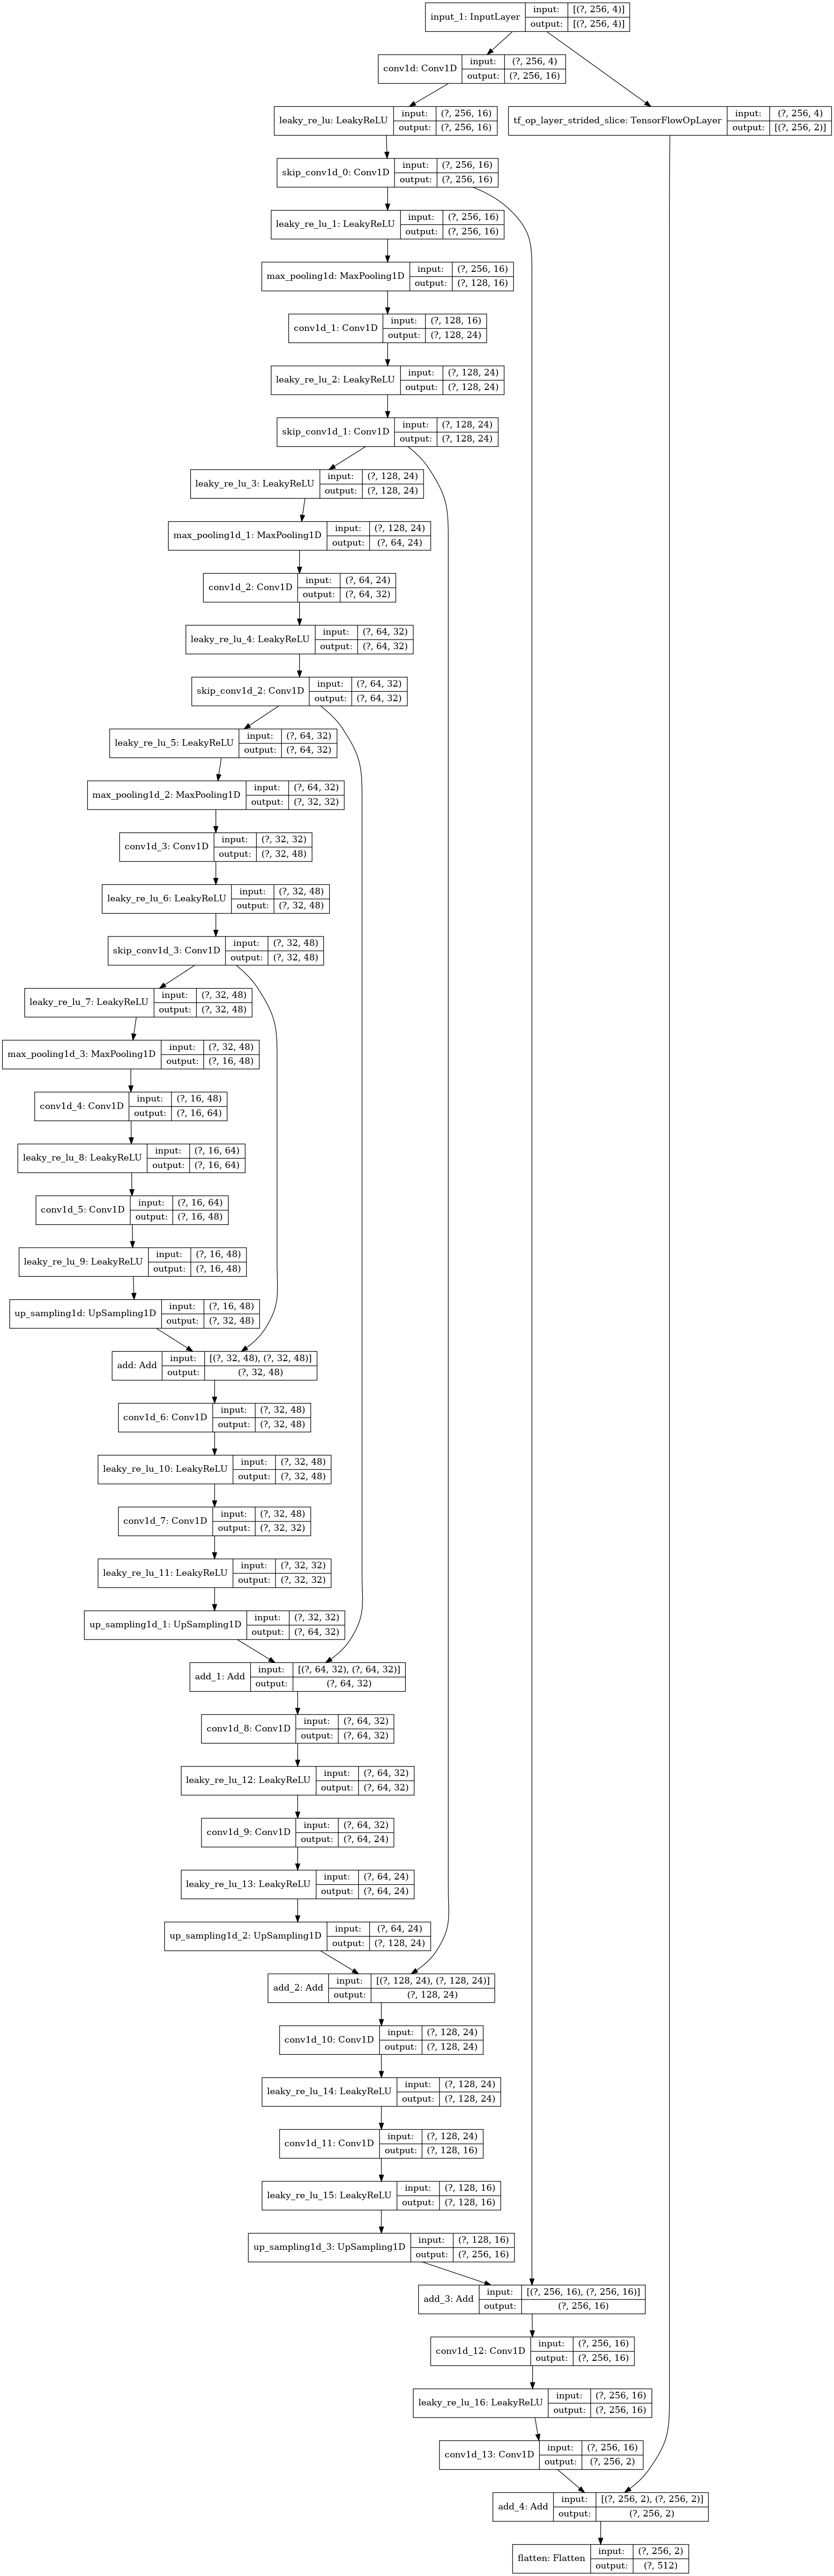 input_1: InputLayer
input: [(?, 256, 4)]
output: [(?, 256, 4)]
conv1d: Conv1D
input: (?, 256, 4)
output: (?, 256, 16)
leaky_re_lu: LeakyReLU
input: (?, 256, 16)
output: (?, 256, 16)
tf_op_layer_strided_slice: TensorFlowOpLayer
input: (?, 256, 4)
output: [(?, 256, 2)]
skip_conv1d_0: Conv1D
input: (?, 256, 16)
output: (?, 256, 16)
leaky_re_lu_1: LeakyReLU
input: (?, 256, 16)
output: (?, 256, 16)
max_pooling1d: MaxPooling1D
input: (?, 256, 16)
output: (?, 128, 16)
conv1d_1: Conv1D
input: (?, 128, 16)
output: (?, 128, 24)
leaky_re_lu_2: LeakyReLU
input: (?, 128, 24)
output: (?, 128, 24)
skip_conv1d_1: Conv1D
input: (?, 128, 24)
output: (?, 128, 24)
leaky_re_lu_3: LeakyReLU
input: (?, 128, 24)
output: (?, 128, 24)
max_pooling1d_1: MaxPooling1D
input: (?, 128, 24)
output: (?, 64, 24)
conv1d_2: Conv1D
input: (?, 64, 24)
output: (?, 64, 32)
leaky_re_lu_4: LeakyReLU
input: (?, 64, 32)
output: (?, 64, 32)
skip_conv1d_2: Conv1D
input: (?, 64, 32)
output: (?, 64, 32)
leaky_re_lu_5: LeakyReLU
input: (?, 64, 32)
output: (?, 64, 32)
max_pooling1d_2: MaxPooling1D
input: (?, 64, 32)
output: (?, 32, 32)
conv1d_3: Conv1D
input: (?, 32, 32)
output: (?, 32, 48)
leaky_re_lu_6: LeakyReLU
input: (?, 32, 48)
output: (?, 32, 48)
skip_conv1d_3: Conv1D
input: (?, 32, 48)
output: (?, 32, 48)
leaky_re_lu_7: LeakyReLU
input: (?, 32, 48)
output: (?, 32, 48)
max_pooling1d_3: MaxPooling1D
input: (?, 32, 48)
output: (?, 16, 48)
conv1d_4: Conv1D
input: (?, 16, 48)
output: (?, 16, 64)
leaky_re_lu_8: LeakyReLU
input: (?, 16, 64)
output: (?, 16, 64)
conv1d_5: Conv1D
input: (?, 16, 64)
output: (?, 16, 48)
leaky_re_lu_9: LeakyReLU
input: (?, 16, 48)
output: (?, 16, 48)
up_sampling1d: UpSampling1D
input: (?, 16, 48)
output: (?, 32, 48)
add: Add
input: [(?, 32, 48), (?, 32, 48)]
output: (?, 32, 48)
conv1d_6: Conv1D
input: (?, 32, 48)
output: (?, 32, 48)
leaky_re_lu_10: LeakyReLU
input: (?, 32, 48)
output: (?, 32, 48)
conv1d_7: Conv1D
input: (?, 32, 48)
output: (?, 32, 32)
leaky_re_lu_11: LeakyReLU
input: (?, 32, 32)
output: (?, 32, 32)
up_sampling1d_1: UpSampling1D
input: (?, 32, 32)
output: (?, 64, 32)
add_1: Add
input: [(?, 64, 32), (?, 64, 32)]
output: (?, 64, 32)
conv1d_8: Conv1D
input: (?, 64, 32)
output: (?, 64, 32)
leaky_re_lu_12: LeakyReLU
input: (?, 64, 32)
output: (?, 64, 32)
conv1d_9: Conv1D
input: (?, 64, 32)
output: (?, 64, 24)
leaky_re_lu_13: LeakyReLU
input: (?, 64, 24)
output: (?, 64, 24)
up_sampling1d_2: UpSampling1D
input: (?, 64, 24)
output: (?, 128, 24)
add_2: Add
input: [(?, 128, 24), (?, 128, 24)]
output: (?, 128, 24)
conv1d_10: Conv1D
input: (?, 128, 24)
output: (?, 128, 24)
leaky_re_lu_14: LeakyReLU
input: (?, 128, 24)
output: (?, 128, 24)
conv1d_11: Conv1D
input: (?, 128, 24)
output: (?, 128, 16)
leaky_re_lu_15: LeakyReLU
input: (?, 128, 16)
output: (?, 128, 16)
up_sampling1d_3: UpSampling1D
input: (?, 128, 16)
output: (?, 256, 16)
add_3: Add
input: [(?, 256, 16), (?, 256, 16)]
output: (?, 256, 16)
conv1d_12: Conv1D
input: (?, 256, 16)
output: (?, 256, 16)
leaky_re_lu_16: LeakyReLU
input: (?, 256, 16)
output: (?, 256, 16)
conv1d_13: Conv1D
input: (?, 256, 16)
output: (?, 256, 2)
add_4: Add
input: [(?, 256, 2), (?, 256, 2)]
output: (?, 256, 2)
flatten: Flatten
input: (?, 256, 2)
output: (?, 512)